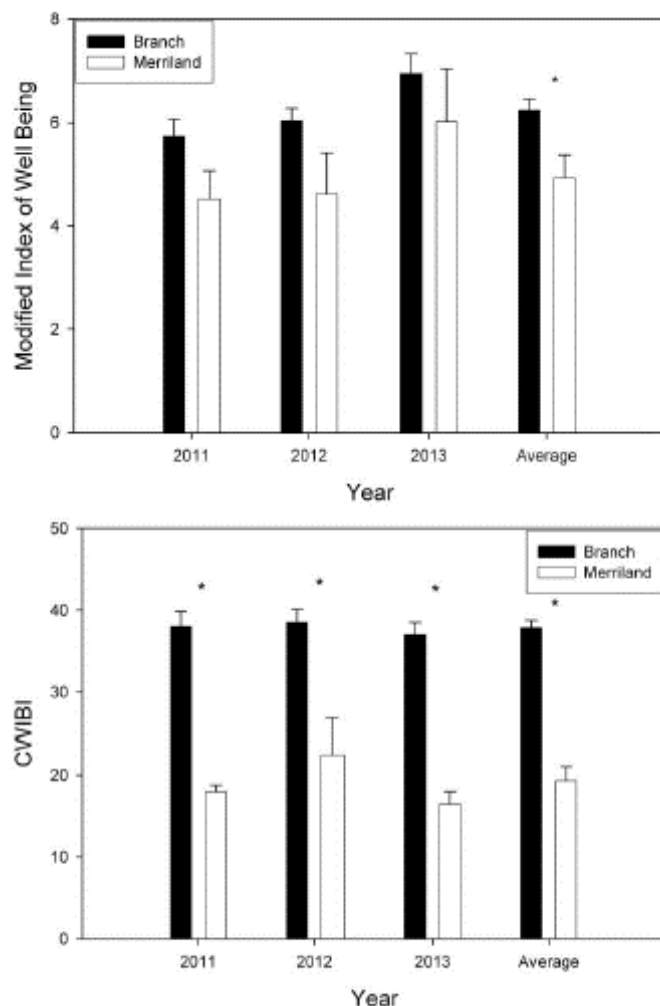 8
Branch
Merriland
*
6
Modified Index of Well Being
4
2
0
2011 2012 2013 Average
Year
50
Branch
Merriland
* * * *
40
30
CWIBI
20
10
0
2011 2012 2013 Average
Year